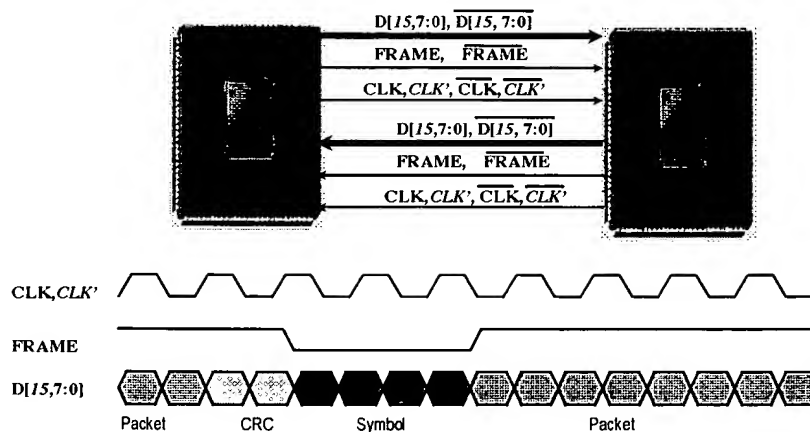 D[15,7:0], D[15, 7:0]
FRAME, FRAME
CLK,CLK', CLK,CLK'
D[15,7:0], D[15, 7:0]
FRAME, FRAME
CLK,CLK', CLK,CLK'
CLK,CLK'
FRAME
D[15,7:0]
Packet CRC Symbol Packet